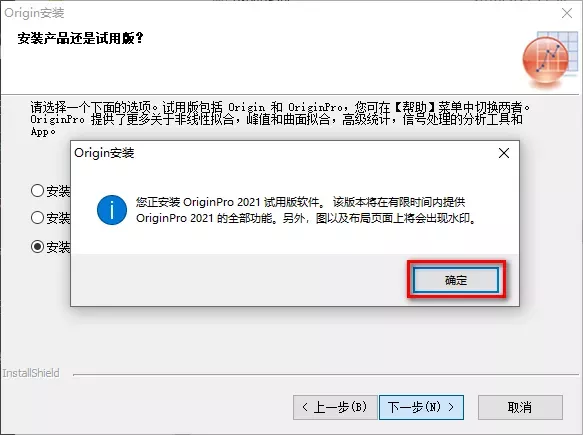 Origin安装
安装产品还是试用版？
请选择一个下面的选项。试用版包括 Origin 和 OriginPro，您可在【帮助】菜单中切换两者。
OriginPro 提供了更多关于非线性拟合，峰值和曲面拟合，高级统计，信号处理的分析工具和
App。
Origin安装
安装
您正安装 OriginPro 2021 试用版软件。 该版本将在有限时间内提供
OriginPro 2021 的全部功能。另外，图以及布局页面上将会出现水印。
安装
安装
确定
InstallShield
< 上一步(B)
下一步(N) >
取消